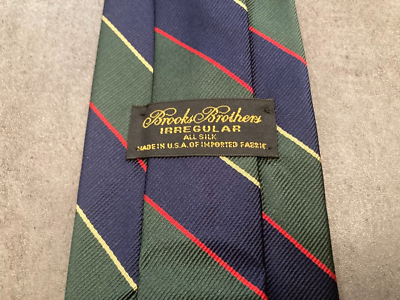 Brooks Brothers
IRREGULAR
ALL SILK
MADE IN U.S.A. OF IMPORTED FABRIC